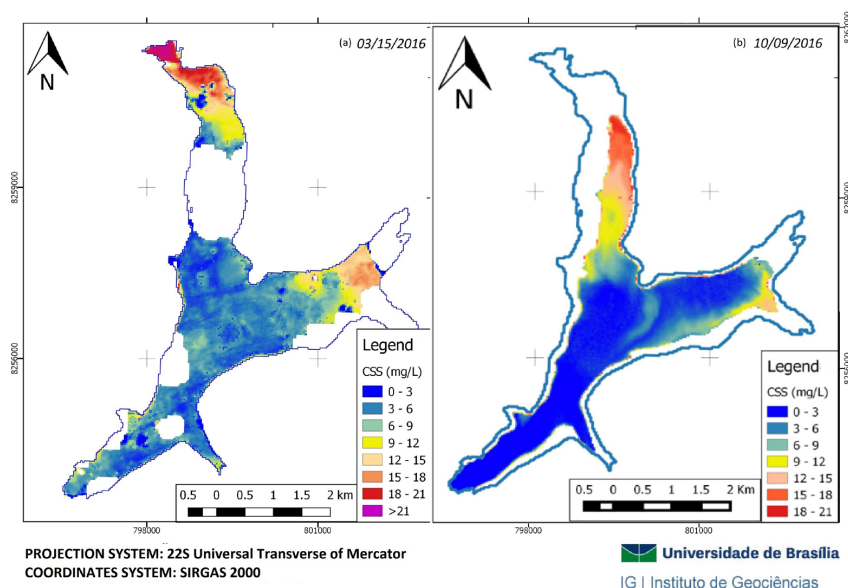 (a) 03/15/2016
N
8259000
8256000
Legend
CSS (mg/L)
0 - 3
3 - 6
6 - 9
9 - 12
12 - 15
15 - 18
18 - 21
>21
0.5 0 0.5 1 1.5 2 km
798000
801000
(b) 10/09/2016
N
Legend
CSS (mg/L)
0 - 3
3 - 6
6 - 9
9 - 12
12 - 15
15 - 18
18 - 21
0.5 0 0.5 1 1.5 2 Km
798000
801000
PROJECTION SYSTEM: 22S Universal Transverse of Mercator
COORDINATES SYSTEM: SIRGAS 2000
Universidade de Brasília
IG | Instituto de Geociências